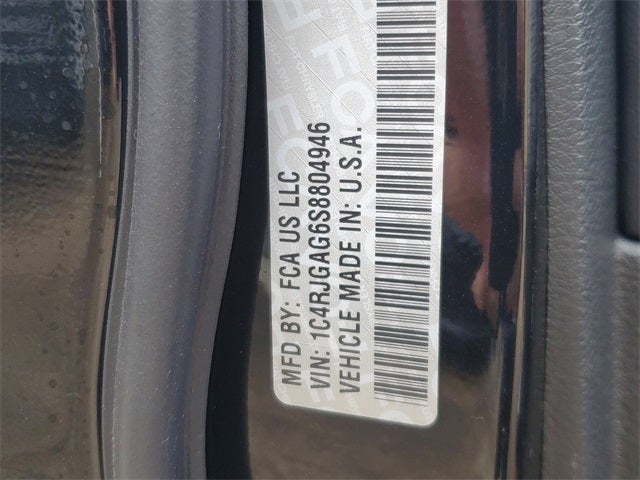 MFD BY: FCA US LLC
VIN: 1C4RJGAG6S8804946
VEHICLE MADE IN: U.S.A.